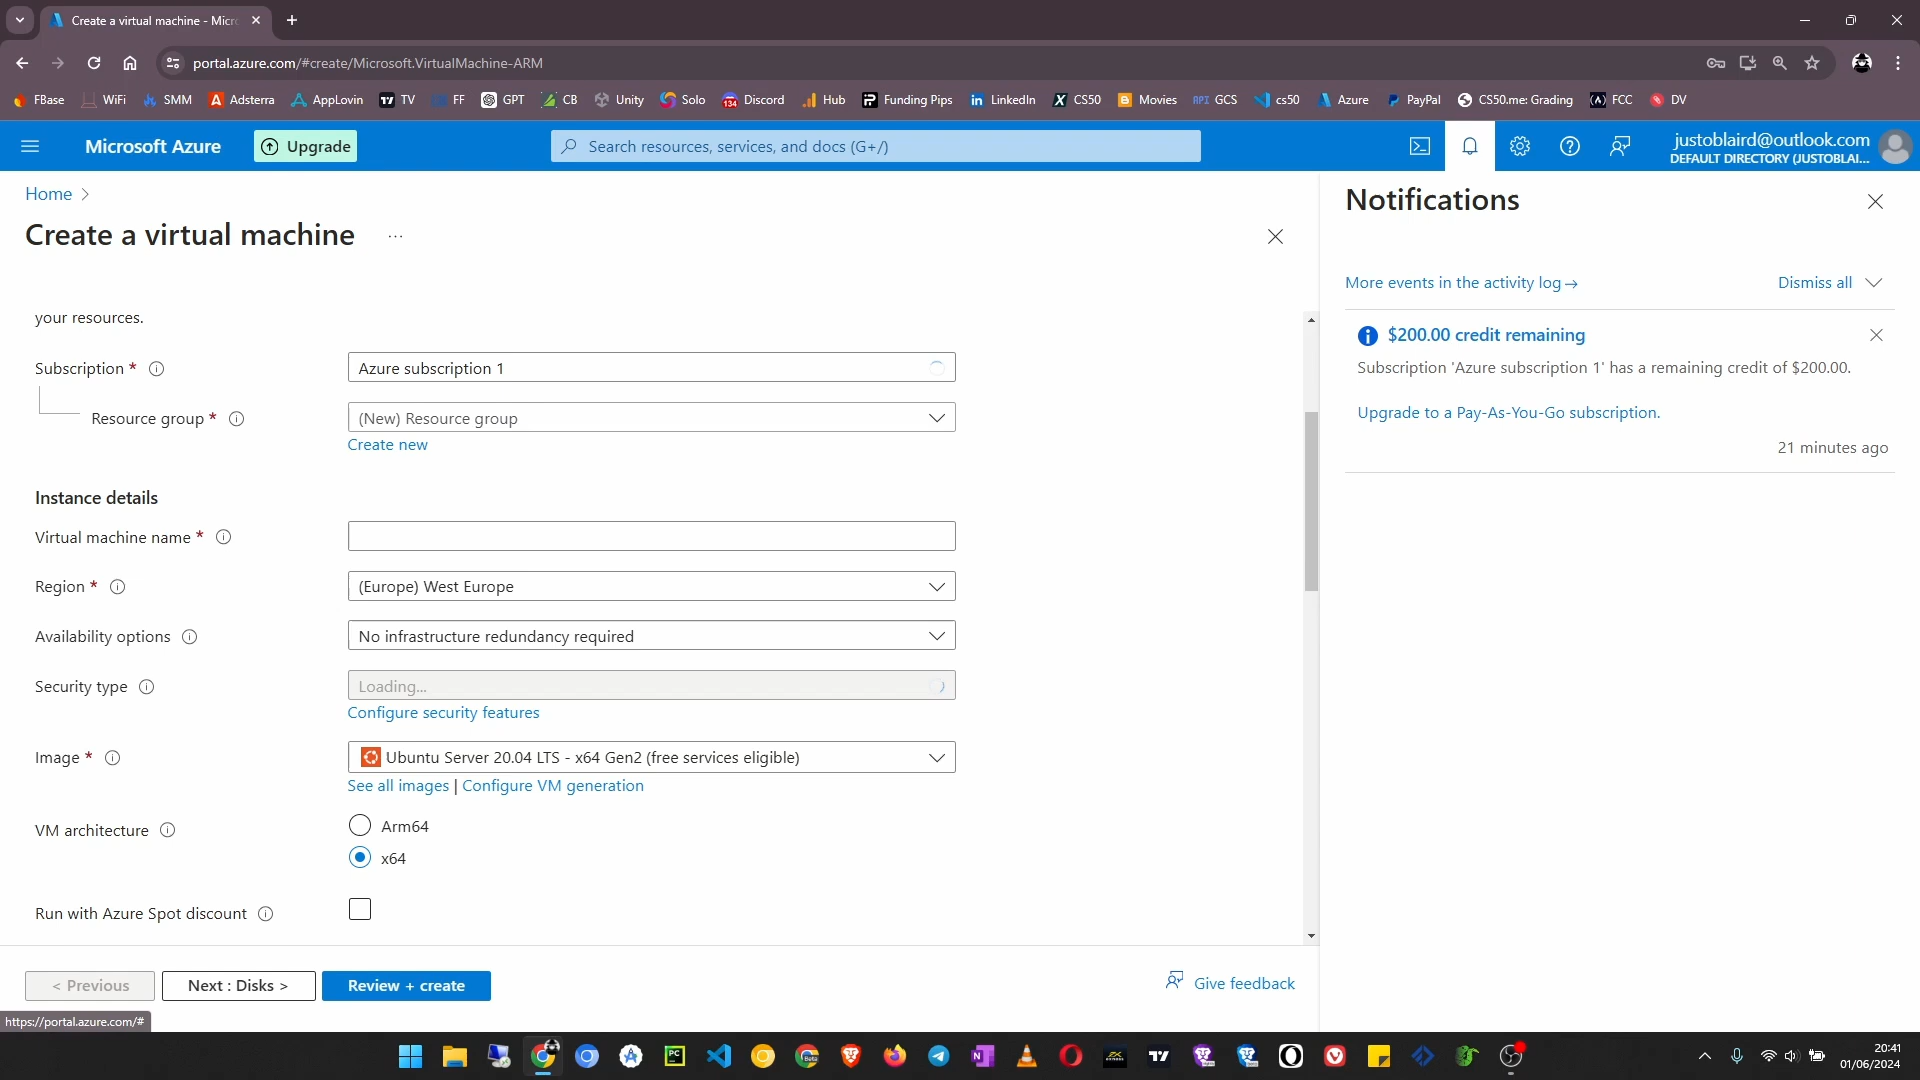 Create a virtual machine - Micr
portal.azure.com/#create/Microsoft.VirtualMachine-ARM
FBase WiFi SMM Adsterra AppLovin TV FF GPT CB Unity Solo Discord Hub Funding Pips LinkedIn CS50 Movies GCS cs50 Azure PayPal CS50.me: Grading FCC DV
Microsoft Azure
Upgrade
Search resources, services, and docs (G+/)
justoblaird@outlook.com
DEFAULT DIRECTORY (JUSTOBLAI...
Home
Create a virtual machine
...
your resources.
Subscription *
Azure subscription 1
Resource group *
(New) Resource group
Create new
Instance details
Virtual machine name *
Region *
(Europe) West Europe
Availability options
No infrastructure redundancy required
Security type
Loading...
Configure security features
Image *
Ubuntu Server 20.04 LTS - x64 Gen2 (free services eligible)
See all images | Configure VM generation
VM architecture
Arm64
x64
Run with Azure Spot discount
< Previous
Next : Disks >
Review + create
Give feedback
https://portal.azure.com/#
Notifications
More events in the activity log →
Dismiss all
$200.00 credit remaining
Subscription 'Azure subscription 1' has a remaining credit of $200.00.
Upgrade to a Pay-As-You-Go subscription.
21 minutes ago
20:41
01/06/2024